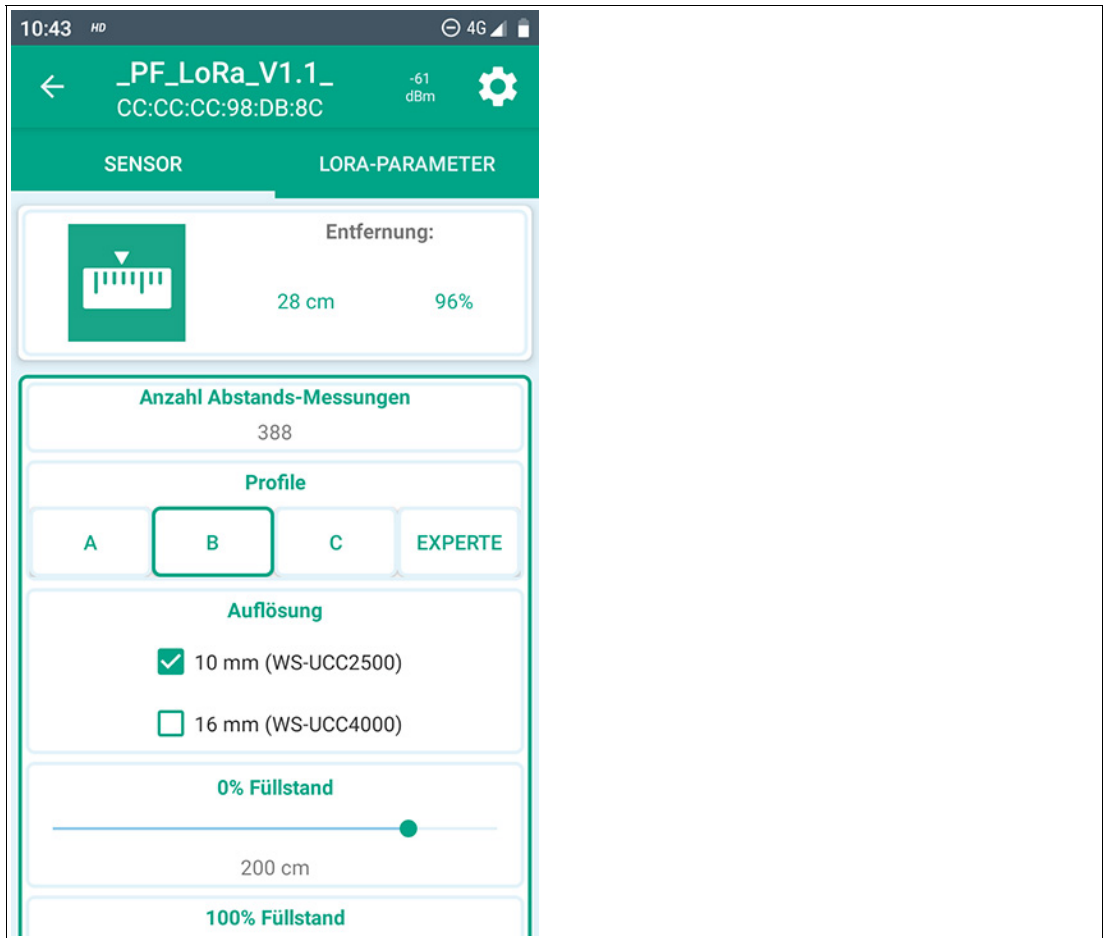 10:43 HD 4G
_PF_LoRa_V1.1_
CC:CC:CC:98:DB:8C
-61
dBm
SENSOR LORA-PARAMETER
Entfernung:
28 cm 96%
Anzahl Abstands-Messungen
388
Profile
A B C EXPERTE
Auflösung
10 mm (WS-UCC2500)
16 mm (WS-UCC4000)
0% Füllstand
200 cm
100% Füllstand